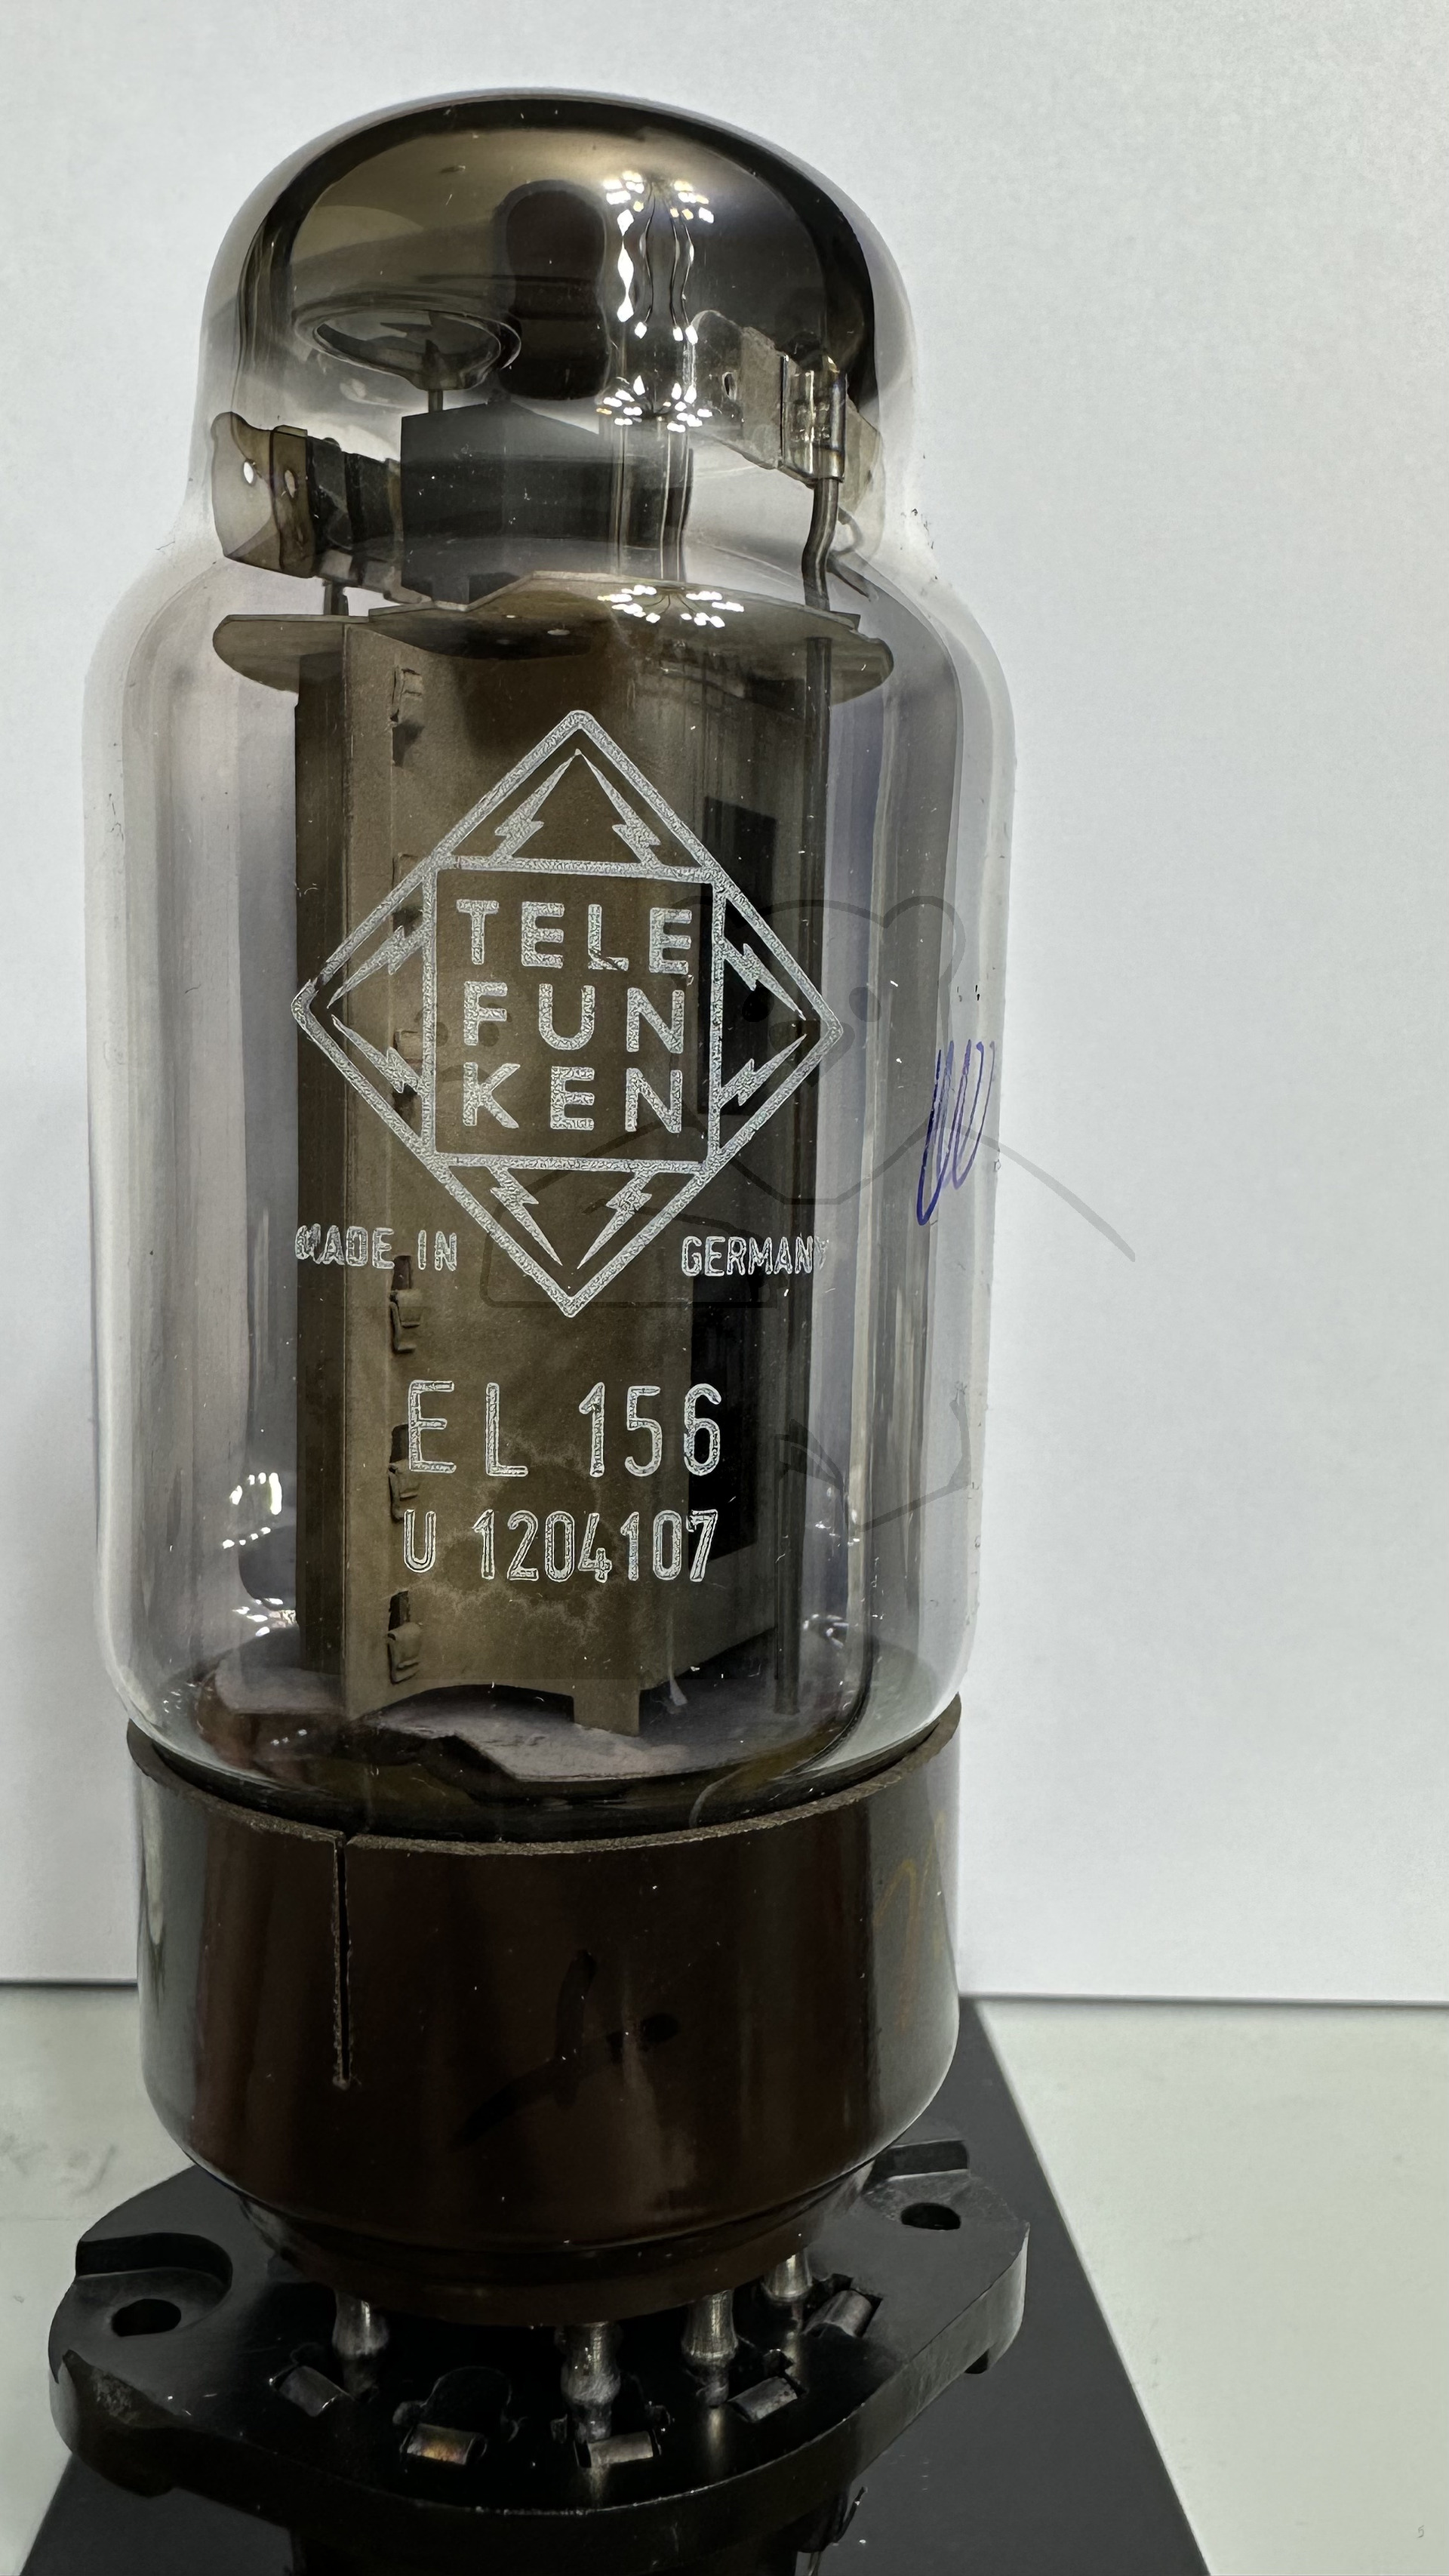 TELE
FUN
KEN
MADE IN GERMANY
EL 156
U 1204107